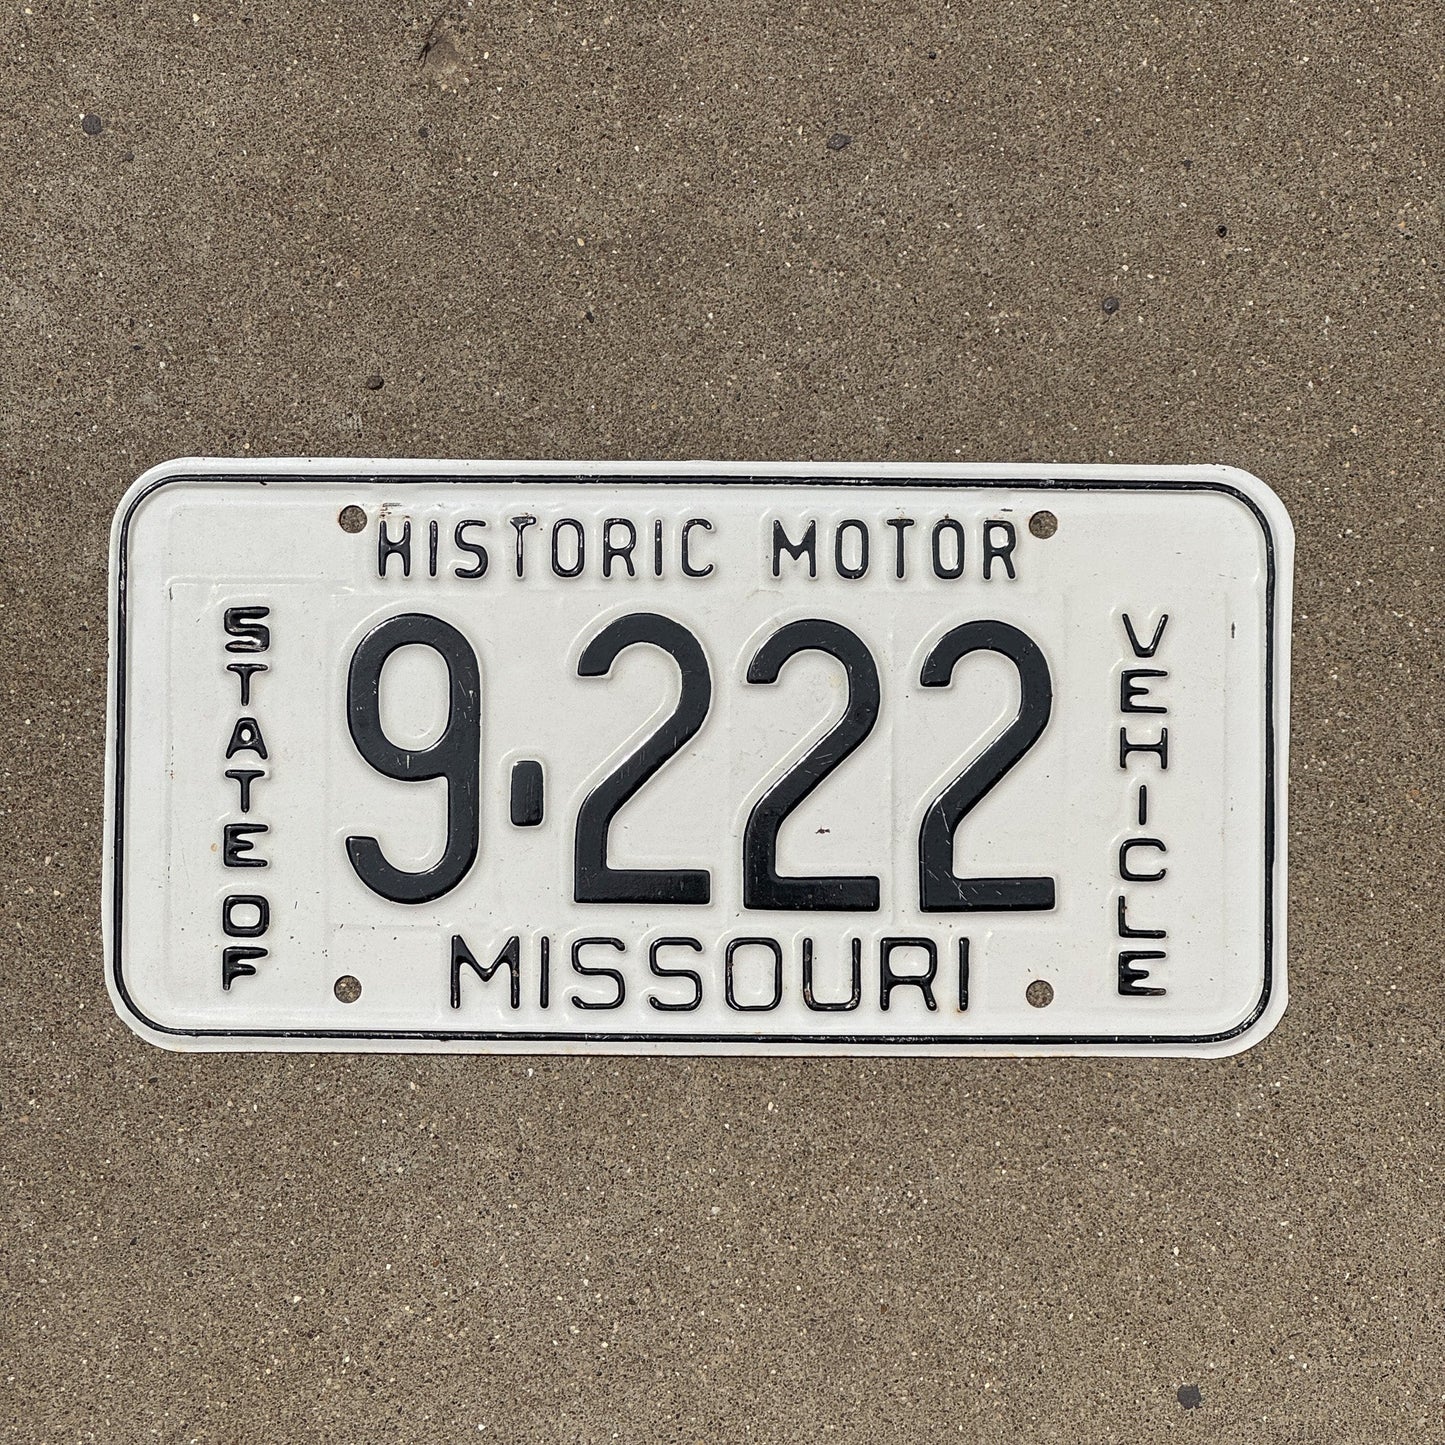 HISTORIC MOTOR
STATE OF
9-222
VEHICLE
MISSOURI